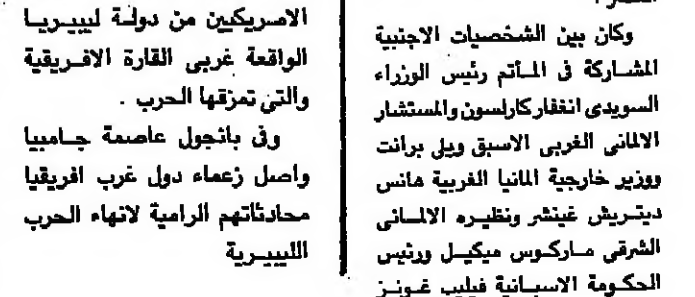 وكان بين الشخصيات الاجنبية
المشاركة فى المأتم رئيس الوزراء
السويدى انغفار كارلسون والمستشار
الالمانى الغربى الاسبق ويلى برانت
ووزير خارجية المانيا الغربية هانس
ديتريش غينشر ونظيره الالمانى
الشرقى ماركوس ميكيل ورئيس
الحكومة الاسبانية فيليب غونز
الامريكيين من دولة ليبيريا
الواقعة غربى القارة الافريقية
والتى تمزقها الحرب .
وفى بانجول عاصمة جامبيا
واصل زعماء دول غرب افريقيا
محادثاتهم الرامية لانهاء الحرب
الليبيرية